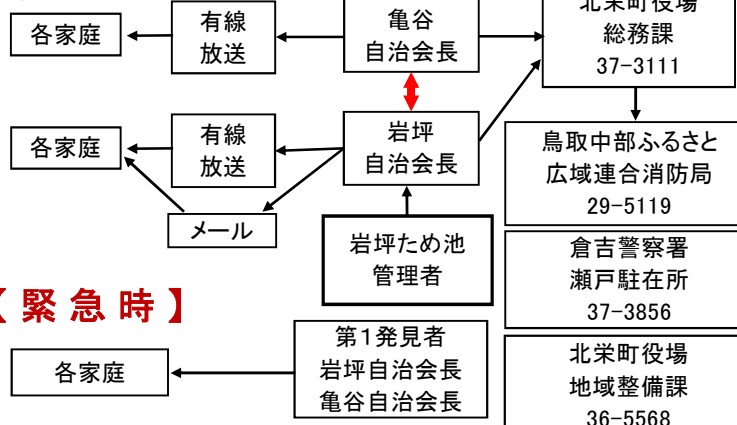 各家庭
有線
放送
亀谷
自治会長
北栄町役場
総務課
37-3111
各家庭
有線
放送
岩坪
自治会長
メール
岩坪ため池
管理者
鳥取中部ふるさと
広域連合消防局
29-5119
倉吉警察署
瀬戸駐在所
37-3856
【緊急時】
各家庭
第1発見者
岩坪自治会長
亀谷自治会長
北栄町役場
地域整備課
36-5568